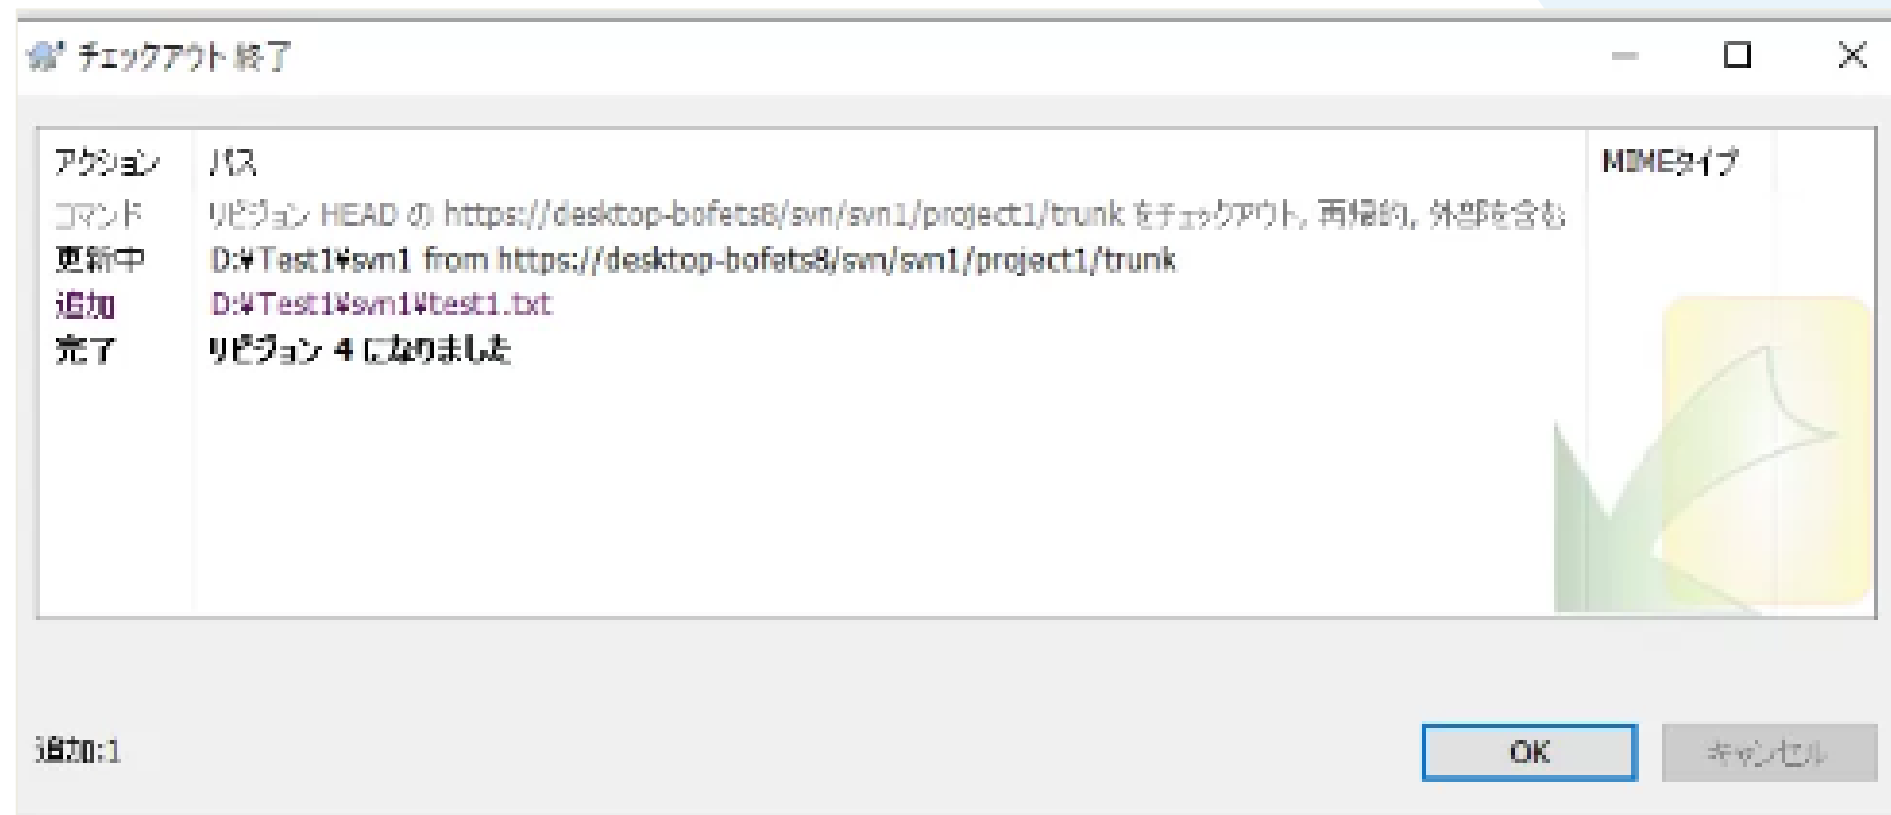 チェックアウト 終了
アクション パス MIMEタイプ
コマンド リビジョン HEAD の https://desktop-bofets8/svn/svn1/project1/trunk をチェックアウト, 再帰的, 外部を含む
更新中 D:¥Test1¥svn1 from https://desktop-bofets8/svn/svn1/project1/trunk
追加 D:¥Test1¥svn1¥test1.txt
完了 リビジョン 4 になりました
追加:1
OK キャンセル